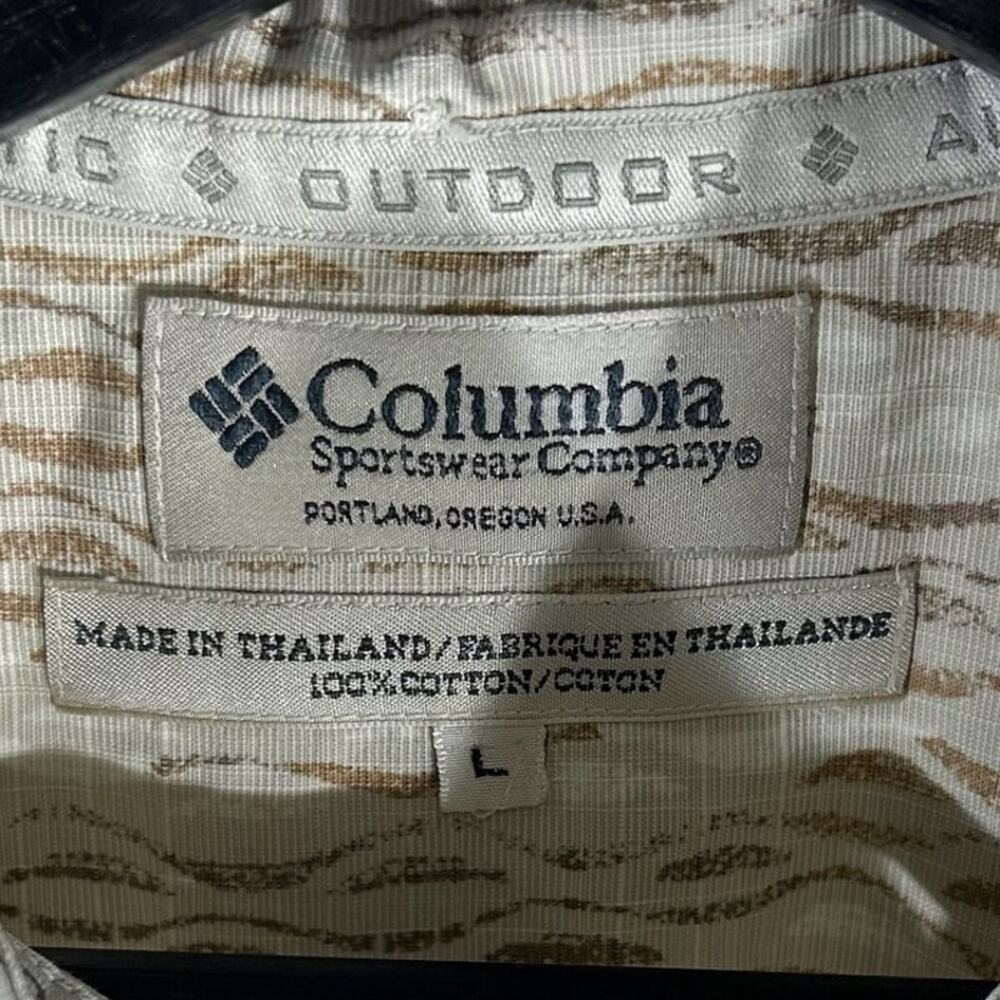 OUTDOOR
Columbia
Sportswear Company®
PORTLAND, OREGON U.S.A.
MADE IN THAILAND/FABRIQUE EN THAILANDE
100% COTTON/COTON
L